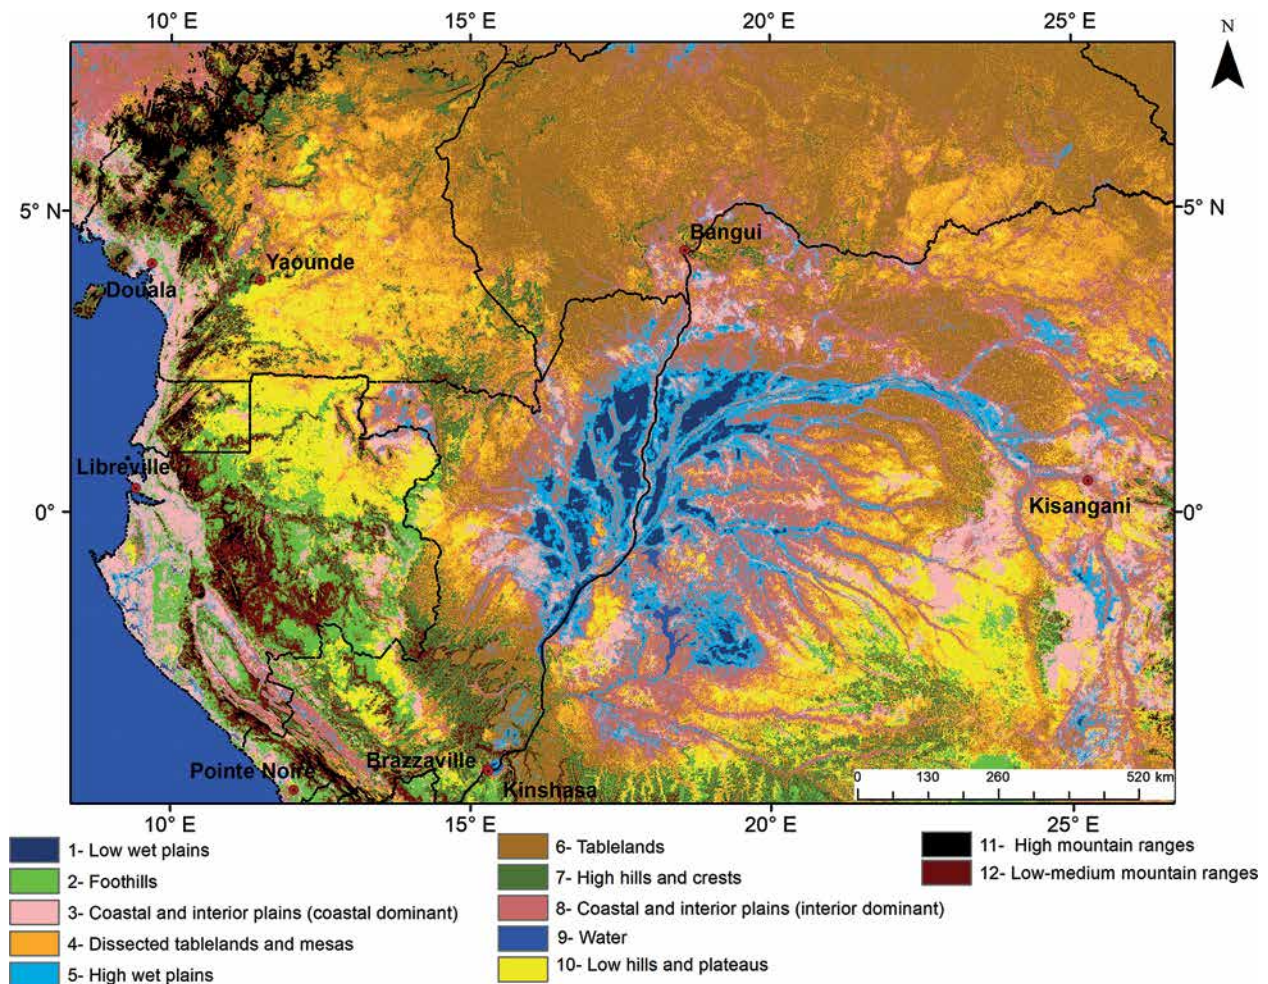 10° E 15° E 20° E 25° E
N
5° N 5° N
Bangui
Yaounde
Douala
Libreville
Kisangani
0° 0°
Brazzaville
Pointe Noire
Kinshasa
0 130 260 520 km
10° E 15° E 20° E 25° E
1- Low wet plains
2- Foothills
3- Coastal and interior plains (coastal dominant)
4- Dissected tablelands and mesas
5- High wet plains
6- Tablelands
7- High hills and crests
8- Coastal and interior plains (interior dominant)
9- Water
10- Low hills and plateaus
11- High mountain ranges
12- Low-medium mountain ranges